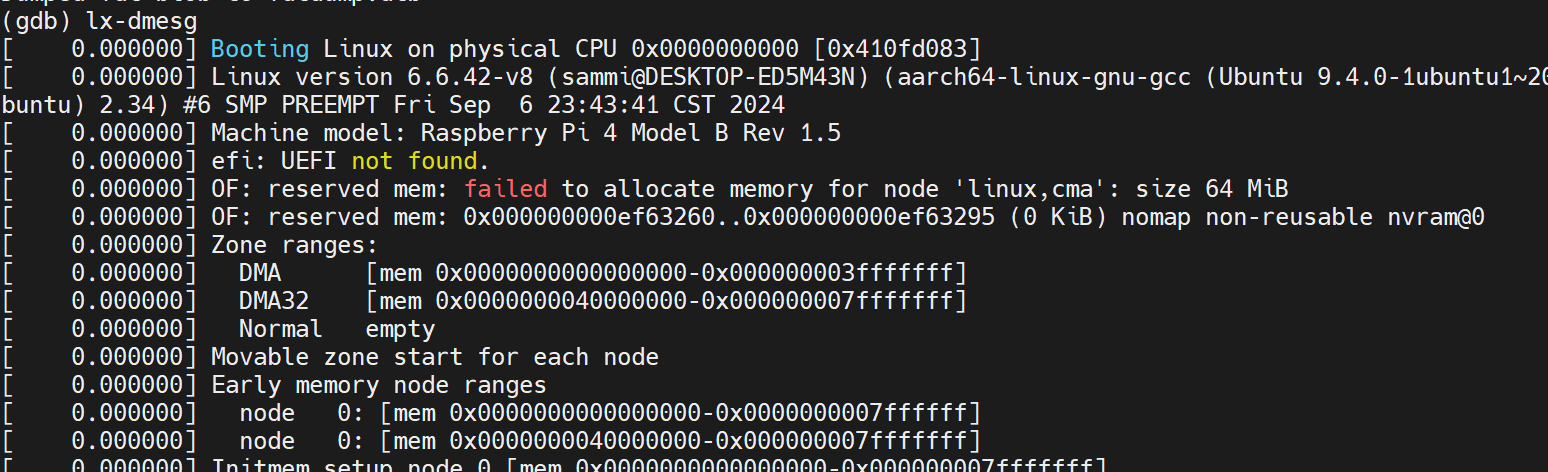 (gdb) lx-dmesg
[    0.000000] Booting Linux on physical CPU 0x0000000000 [0x410fd083]
[    0.000000] Linux version 6.6.42-v8 (sammi@DESKTOP-ED5M43N) (aarch64-linux-gnu-gcc (Ubuntu 9.4.0-1ubuntu1~20
buntu) 2.34) #6 SMP PREEMPT Fri Sep  6 23:43:41 CST 2024
[    0.000000] Machine model: Raspberry Pi 4 Model B Rev 1.5
[    0.000000] efi: UEFI not found.
[    0.000000] OF: reserved mem: failed to allocate memory for node 'linux,cma': size 64 MiB
[    0.000000] OF: reserved mem: 0x000000000ef63260..0x000000000ef63295 (0 KiB) nomap non-reusable nvram@0
[    0.000000] Zone ranges:
[    0.000000]   DMA      [mem 0x0000000000000000-0x000000003fffffff]
[    0.000000]   DMA32    [mem 0x0000000040000000-0x000000007fffffff]
[    0.000000]   Normal   empty
[    0.000000] Movable zone start for each node
[    0.000000] Early memory node ranges
[    0.000000]   node   0: [mem 0x0000000000000000-0x0000000007ffffff]
[    0.000000]   node   0: [mem 0x0000000040000000-0x000000007fffffff]
[    0.000000] Initmem setup node 0 [mem 0x0000000000000000-0x000000007fffffff]